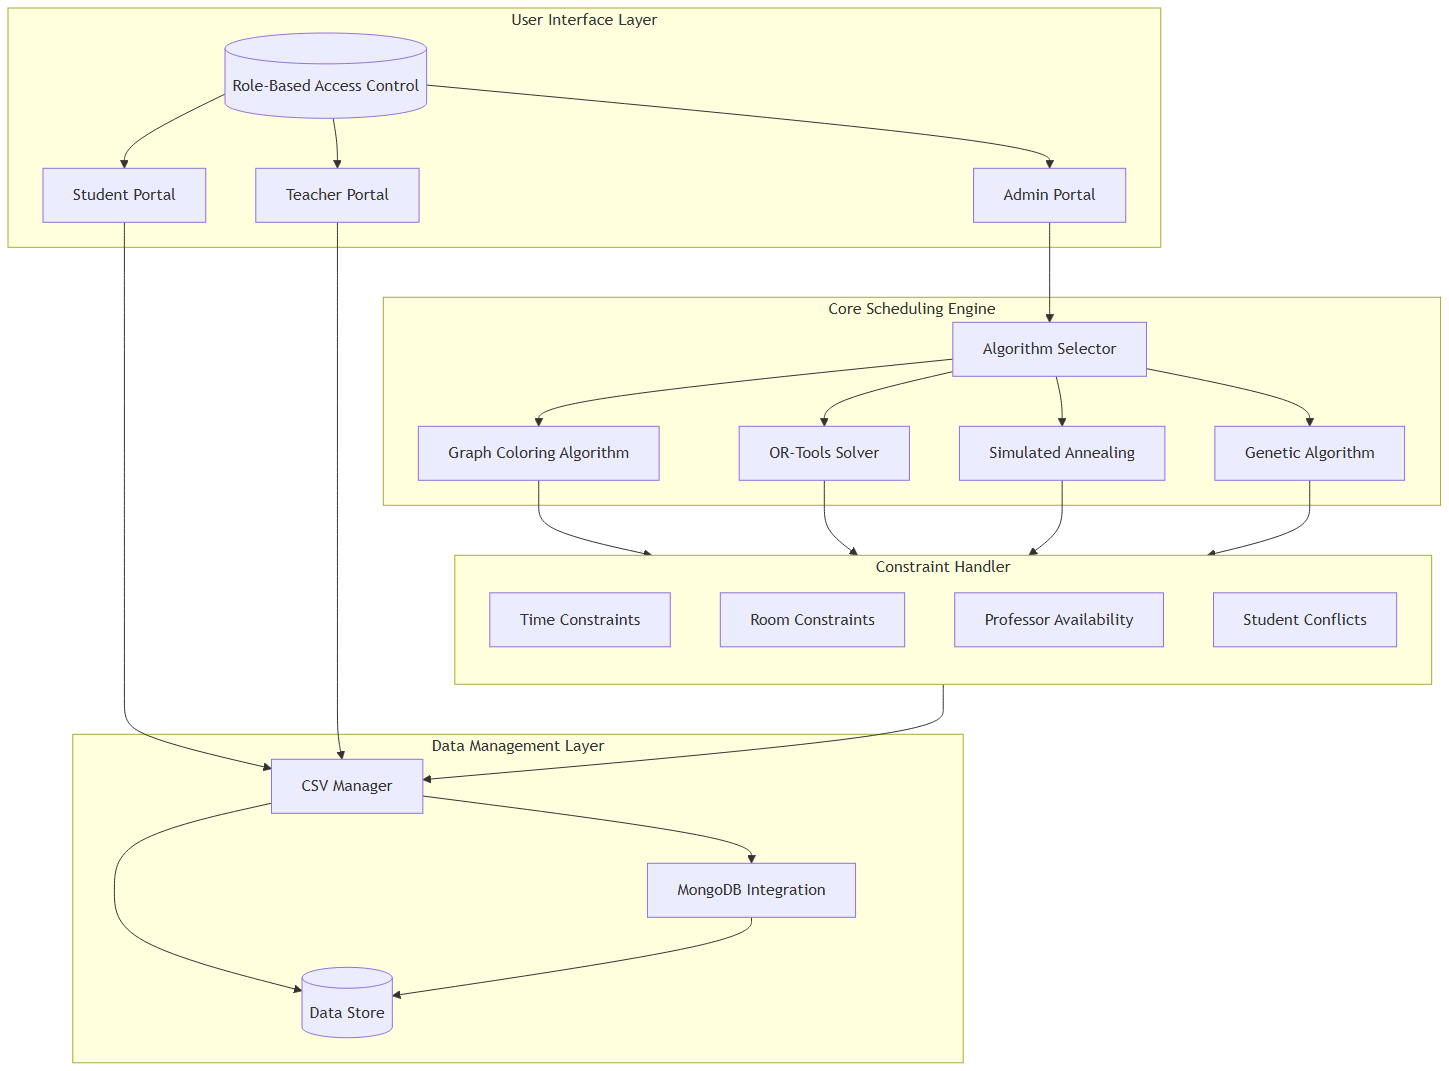 User Interface Layer
Role-Based Access Control
Student Portal
Teacher Portal
Admin Portal
Core Scheduling Engine
Algorithm Selector
Graph Coloring Algorithm
OR-Tools Solver
Simulated Annealing
Genetic Algorithm
Constraint Handler
Time Constraints
Room Constraints
Professor Availability
Student Conflicts
Data Management Layer
CSV Manager
MongoDB Integration
Data Store